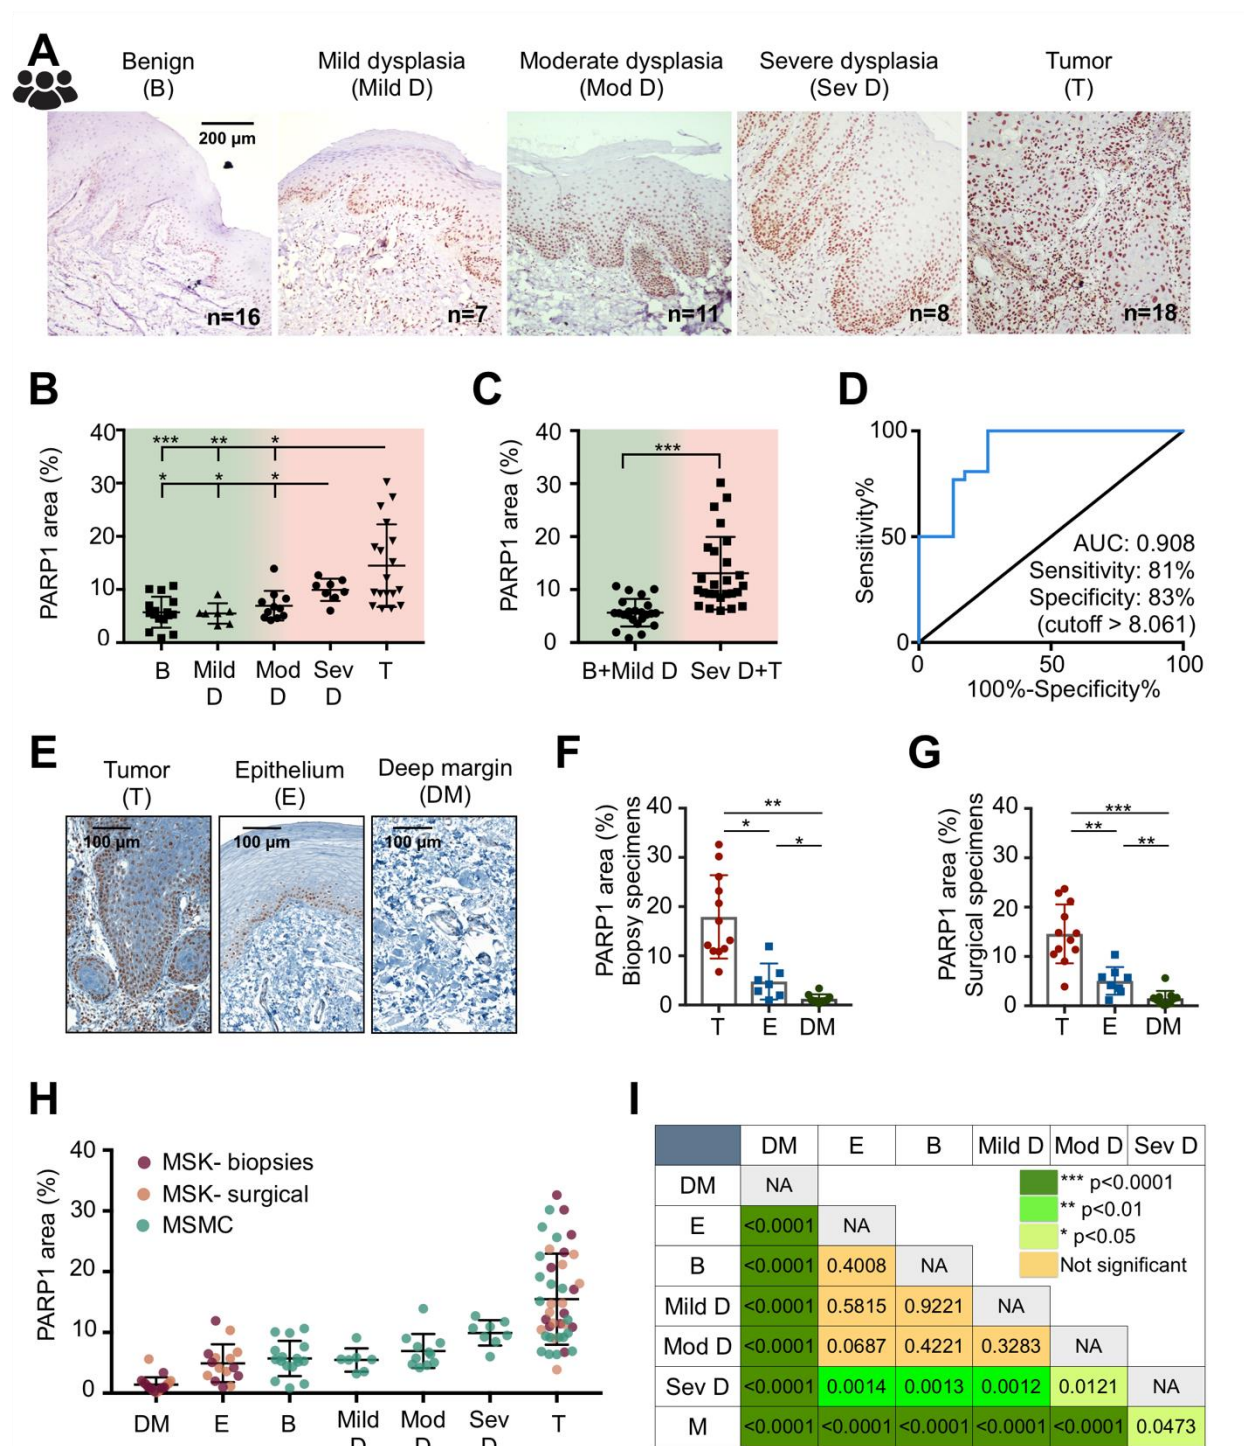 A
Benign
(B)
Mild dysplasia
(Mild D)
Moderate dysplasia
(Mod D)
Severe dysplasia
(Sev D)
Tumor
(T)
200 µm
n=16
n=7
n=11
n=8
n=18
B
PARP1 area (%)
40
30
20
10
0
*** ** *
* * *
B
Mild
D
Mod
D
Sev
D
T
C
PARP1 area (%)
40
30
20
10
0
***
B+Mild D
Sev D+T
D
Sensitivity%
100
50
0
AUC: 0.908
Sensitivity: 81%
Specificity: 83%
(cutoff > 8.061)
0 50 100
100%-Specificity%
E
Tumor
(T)
Epithelium
(E)
Deep margin
(DM)
100 µm
100 µm
100 µm
F
PARP1 area (%)
Biopsy specimens
40
30
20
10
0
**
*
*
T E DM
G
PARP1 area (%)
Surgical specimens
40
30
20
10
0
***
**
**
T E DM
H
PARP1 area (%)
40
30
20
10
0
MSK- biopsies
MSK- surgical
MSMC
DM
E
B
Mild
D
Mod
D
Sev
D
T
I
DM E B Mild D Mod D Sev D
DM NA
E <0.0001 NA
B <0.0001 0.4008 NA
Mild D <0.0001 0.5815 0.9221 NA
Mod D <0.0001 0.0687 0.4221 0.3283 NA
Sev D <0.0001 0.0014 0.0013 0.0012 0.0121 NA
M <0.0001 <0.0001 <0.0001 <0.0001 <0.0001 0.0473
*** p<0.0001
** p<0.01
* p<0.05
Not significant